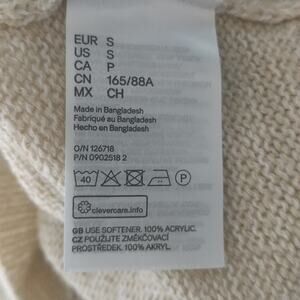 EUR S
US S
CA P
CN 165/88A
MX CH
Made in Bangladesh
Fabriqué au Bangladesh
Hecho en Bangladesh
O/N 126718
P/N 0902518 2
40 P
clevercare.info
GB USE SOFTENER. 100% ACRYLIC.
CZ POUŽIJTE ZMĚKČOVACÍ
PROSTŘEDEK. 100% AKRYL.